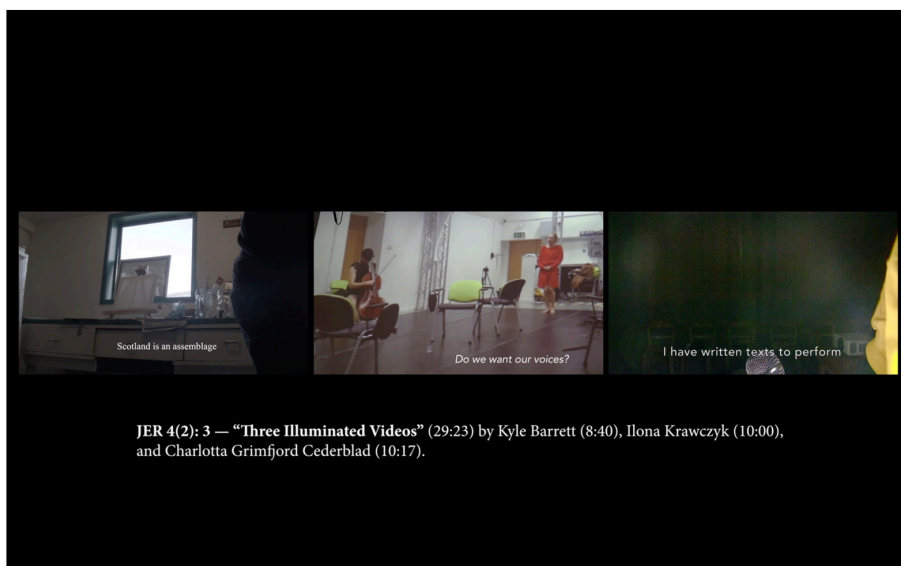 Scotland is an assemblage
Do we want our voices?
I have written texts to perform
JER 4(2): 3 — “Three Illuminated Videos” (29:23) by Kyle Barrett (8:40), Ilona Krawczyk (10:00),
and Charlotta Grimfjord Cederblad (10:17).